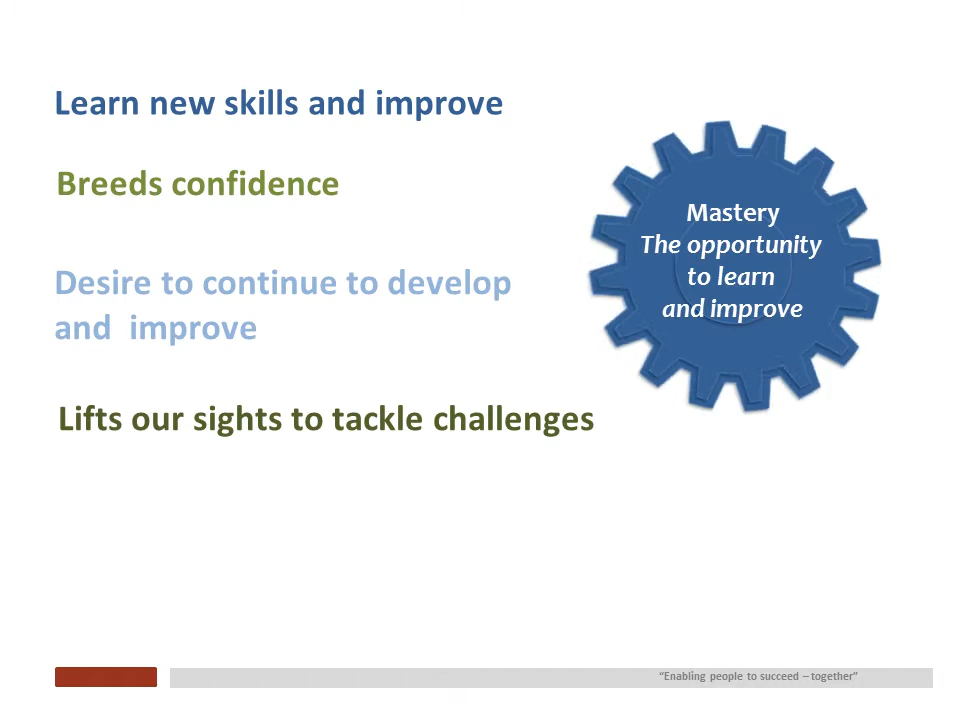 Learn new skills and improve
Breeds confidence
Desire to continue to develop
and improve
Lifts our sights to tackle challenges
Mastery
The opportunity
to learn
and improve
“Enabling people to succeed – together”